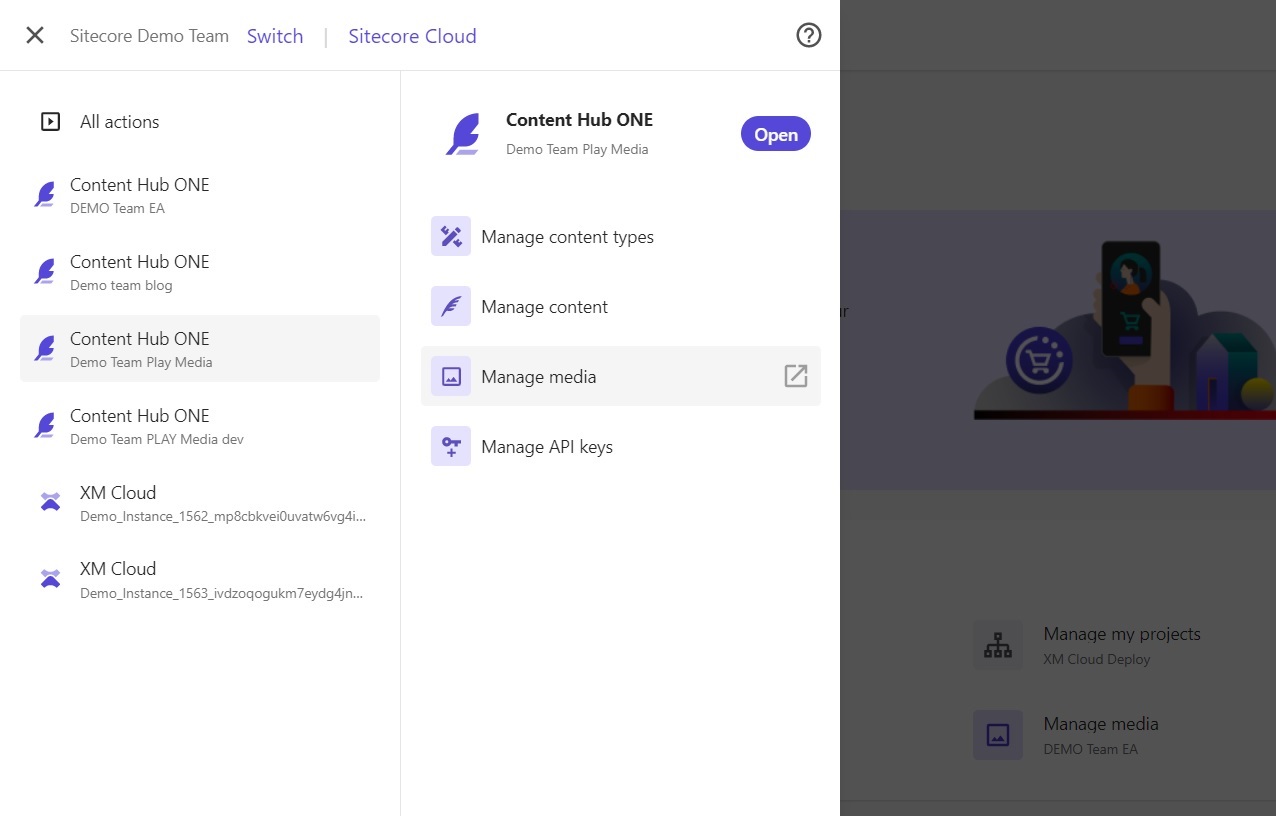 Sitecore Demo Team Switch | Sitecore Cloud
All actions
Content Hub ONE
DEMO Team EA
Content Hub ONE
Demo team blog
Content Hub ONE
Demo Team Play Media
Content Hub ONE
Demo Team PLAY Media dev
XM Cloud
Demo_Instance_1562_mp8cbkvei0uvatw6vg4i...
XM Cloud
Demo_Instance_1563_ivdzoqogukm7eydg4jn...
Content Hub ONE
Demo Team Play Media
Open
Manage content types
Manage content
Manage media
Manage API keys
Manage my projects
XM Cloud Deploy
Manage media
DEMO Team EA